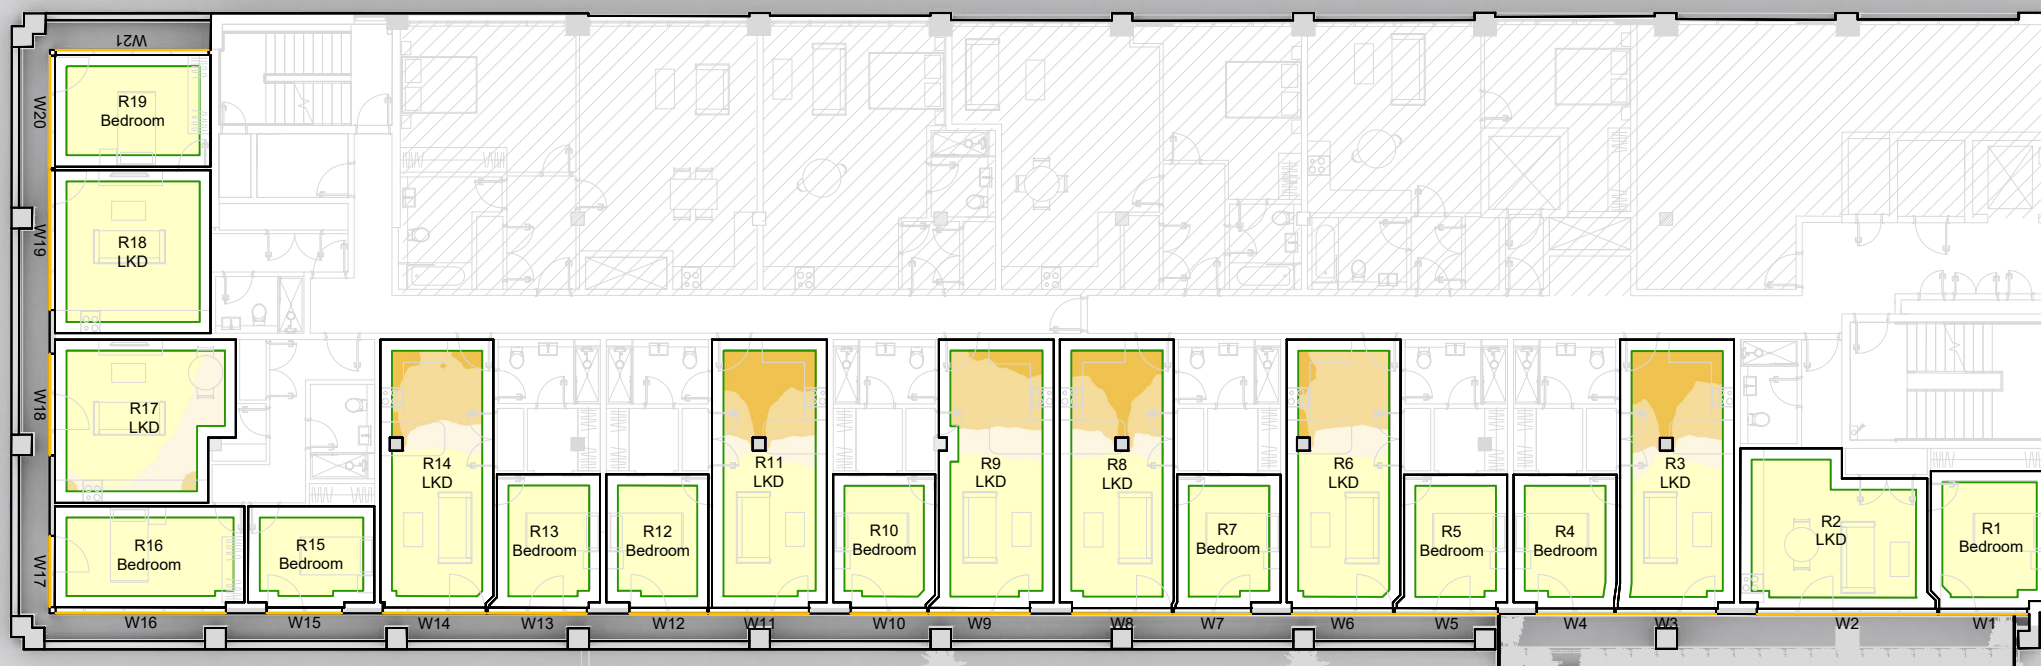 W21
W20
R19
Bedroom
W19
R18
LKD
W18
R17
LKD
R14
LKD
R11
LKD
R9
LKD
R8
LKD
R6
LKD
R3
LKD
W17
R16
Bedroom
R15
Bedroom
R13
Bedroom
R12
Bedroom
R10
Bedroom
R7
Bedroom
R5
Bedroom
R4
Bedroom
R2
LKD
R1
Bedroom
W16
W15
W14
W13
W12
W11
W10
W9
W8
W7
W6
W5
W4
W3
W2
W1